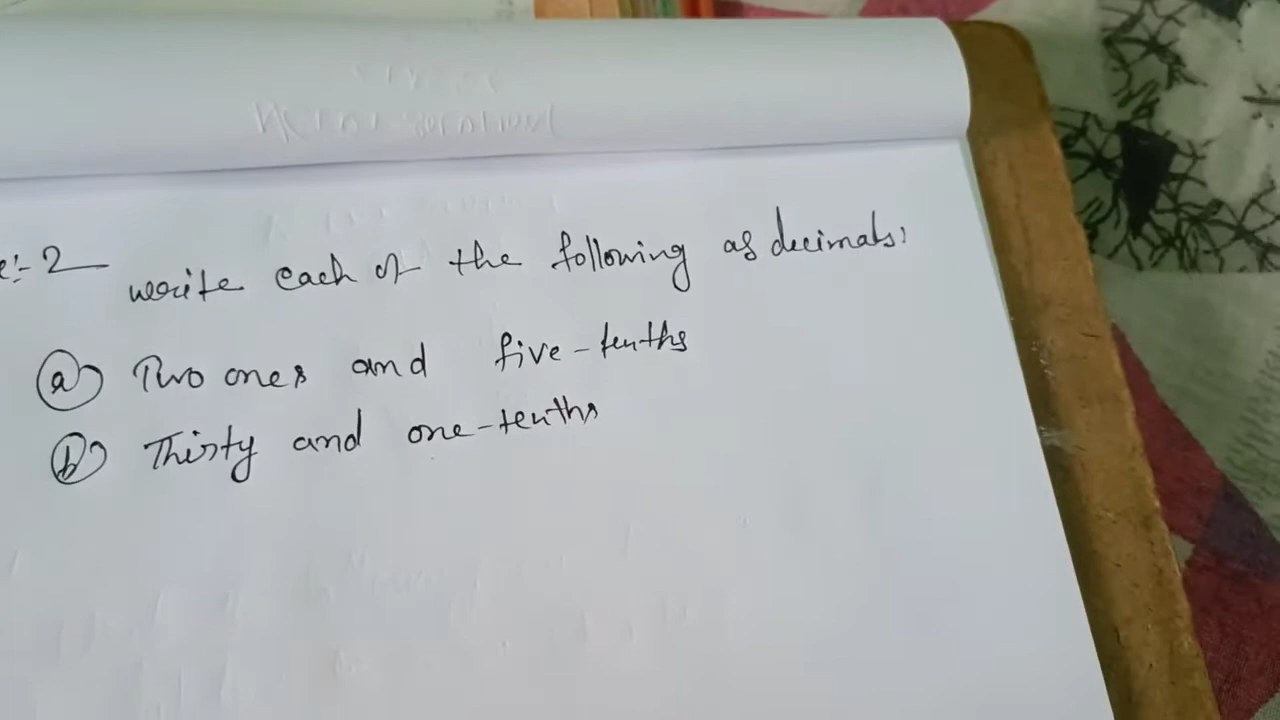 e:- 2
write each of the following as decimals:
(a) Two ones and five-tenths
(b) Thirty and one-tenths